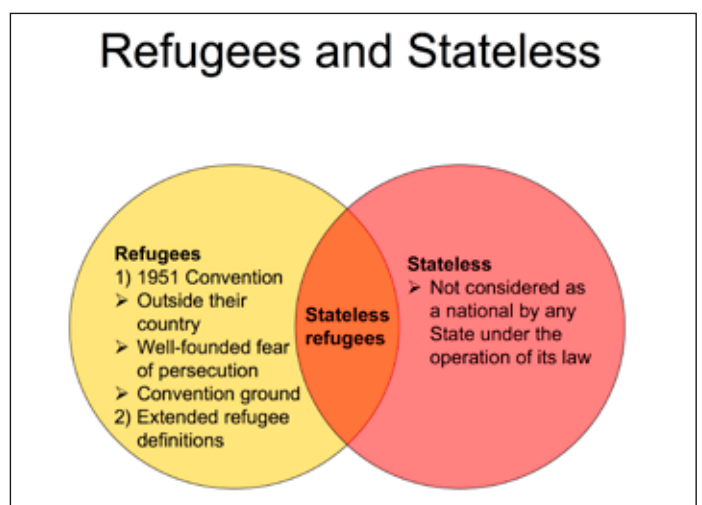 Refugees and Stateless
Refugees
1) 1951 Convention
➢ Outside their
country
➢ Well-founded fear
of persecution
➢ Convention ground
2) Extended refugee
definitions
Stateless
refugees
Stateless
➢ Not considered as
a national by any
State under the
operation of its law